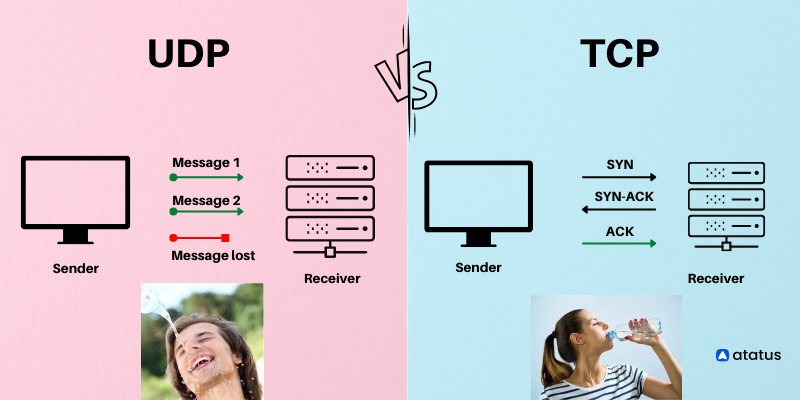 UDP
VS
TCP
Message 1
Message 2
Message lost
Sender
Receiver
SYN
SYN-ACK
ACK
Sender
Receiver
atatus